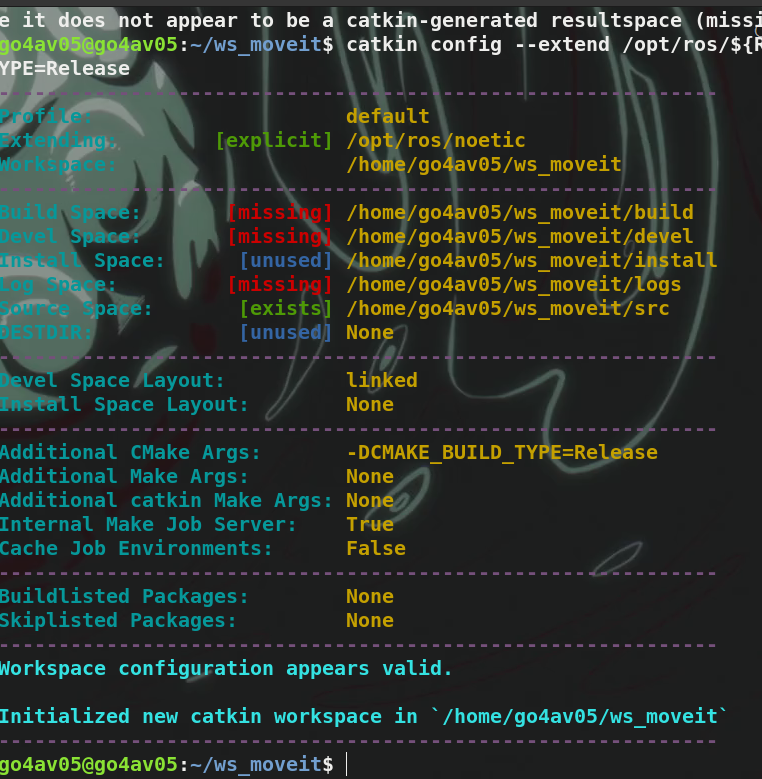 e it does not appear to be a catkin-generated resultspace (missi
go4av05@go4av05:~/ws_moveit$ catkin config --extend /opt/ros/${R
YPE=Release
--------------------------------------------------------------
Profile:                     default
Extending:        [explicit] /opt/ros/noetic
Workspace:                   /home/go4av05/ws_moveit
--------------------------------------------------------------
Build Space:       [missing] /home/go4av05/ws_moveit/build
Devel Space:       [missing] /home/go4av05/ws_moveit/devel
Install Space:      [unused] /home/go4av05/ws_moveit/install
Log Space:         [missing] /home/go4av05/ws_moveit/logs
Source Space:       [exists] /home/go4av05/ws_moveit/src
DESTDIR:            [unused] None
--------------------------------------------------------------
Devel Space Layout:          linked
Install Space Layout:        None
--------------------------------------------------------------
Additional CMake Args:       -DCMAKE_BUILD_TYPE=Release
Additional Make Args:        None
Additional catkin Make Args: None
Internal Make Job Server:    True
Cache Job Environments:      False
--------------------------------------------------------------
Buildlisted Packages:        None
Skiplisted Packages:         None
--------------------------------------------------------------
Workspace configuration appears valid.
Initialized new catkin workspace in `/home/go4av05/ws_moveit`
--------------------------------------------------------------
go4av05@go4av05:~/ws_moveit$